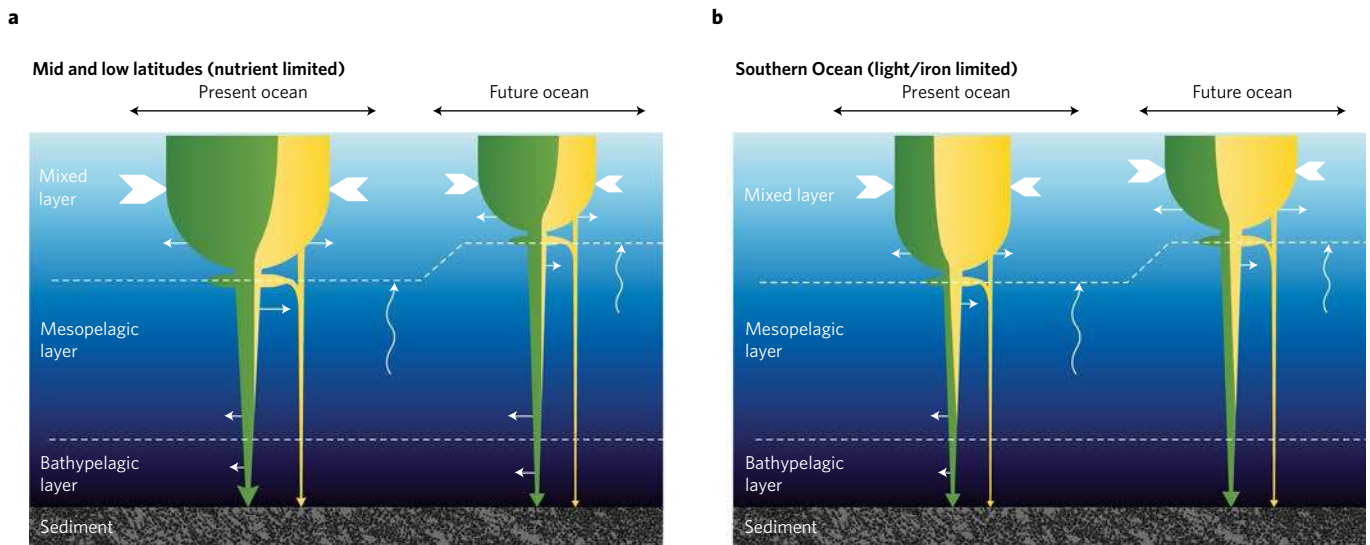 a
Mid and low latitudes (nutrient limited)
Present ocean
Future ocean
Mixed
layer
Mesopelagic
layer
Bathypelagic
layer
Sediment
b
Southern Ocean (light/iron limited)
Present ocean
Future ocean
Mixed layer
Mesopelagic
layer
Bathypelagic
layer
Sediment